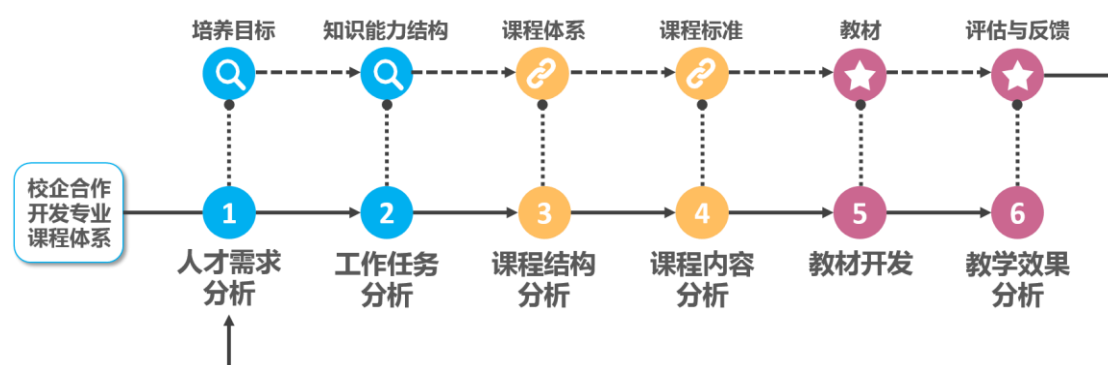 培养目标
知识能力结构
课程体系
课程标准
教材
评估与反馈
校企合作
开发专业
课程体系
1
2
3
4
5
6
人才需求
分析
工作任务
分析
课程结构
分析
课程内容
分析
教材开发
教学效果
分析